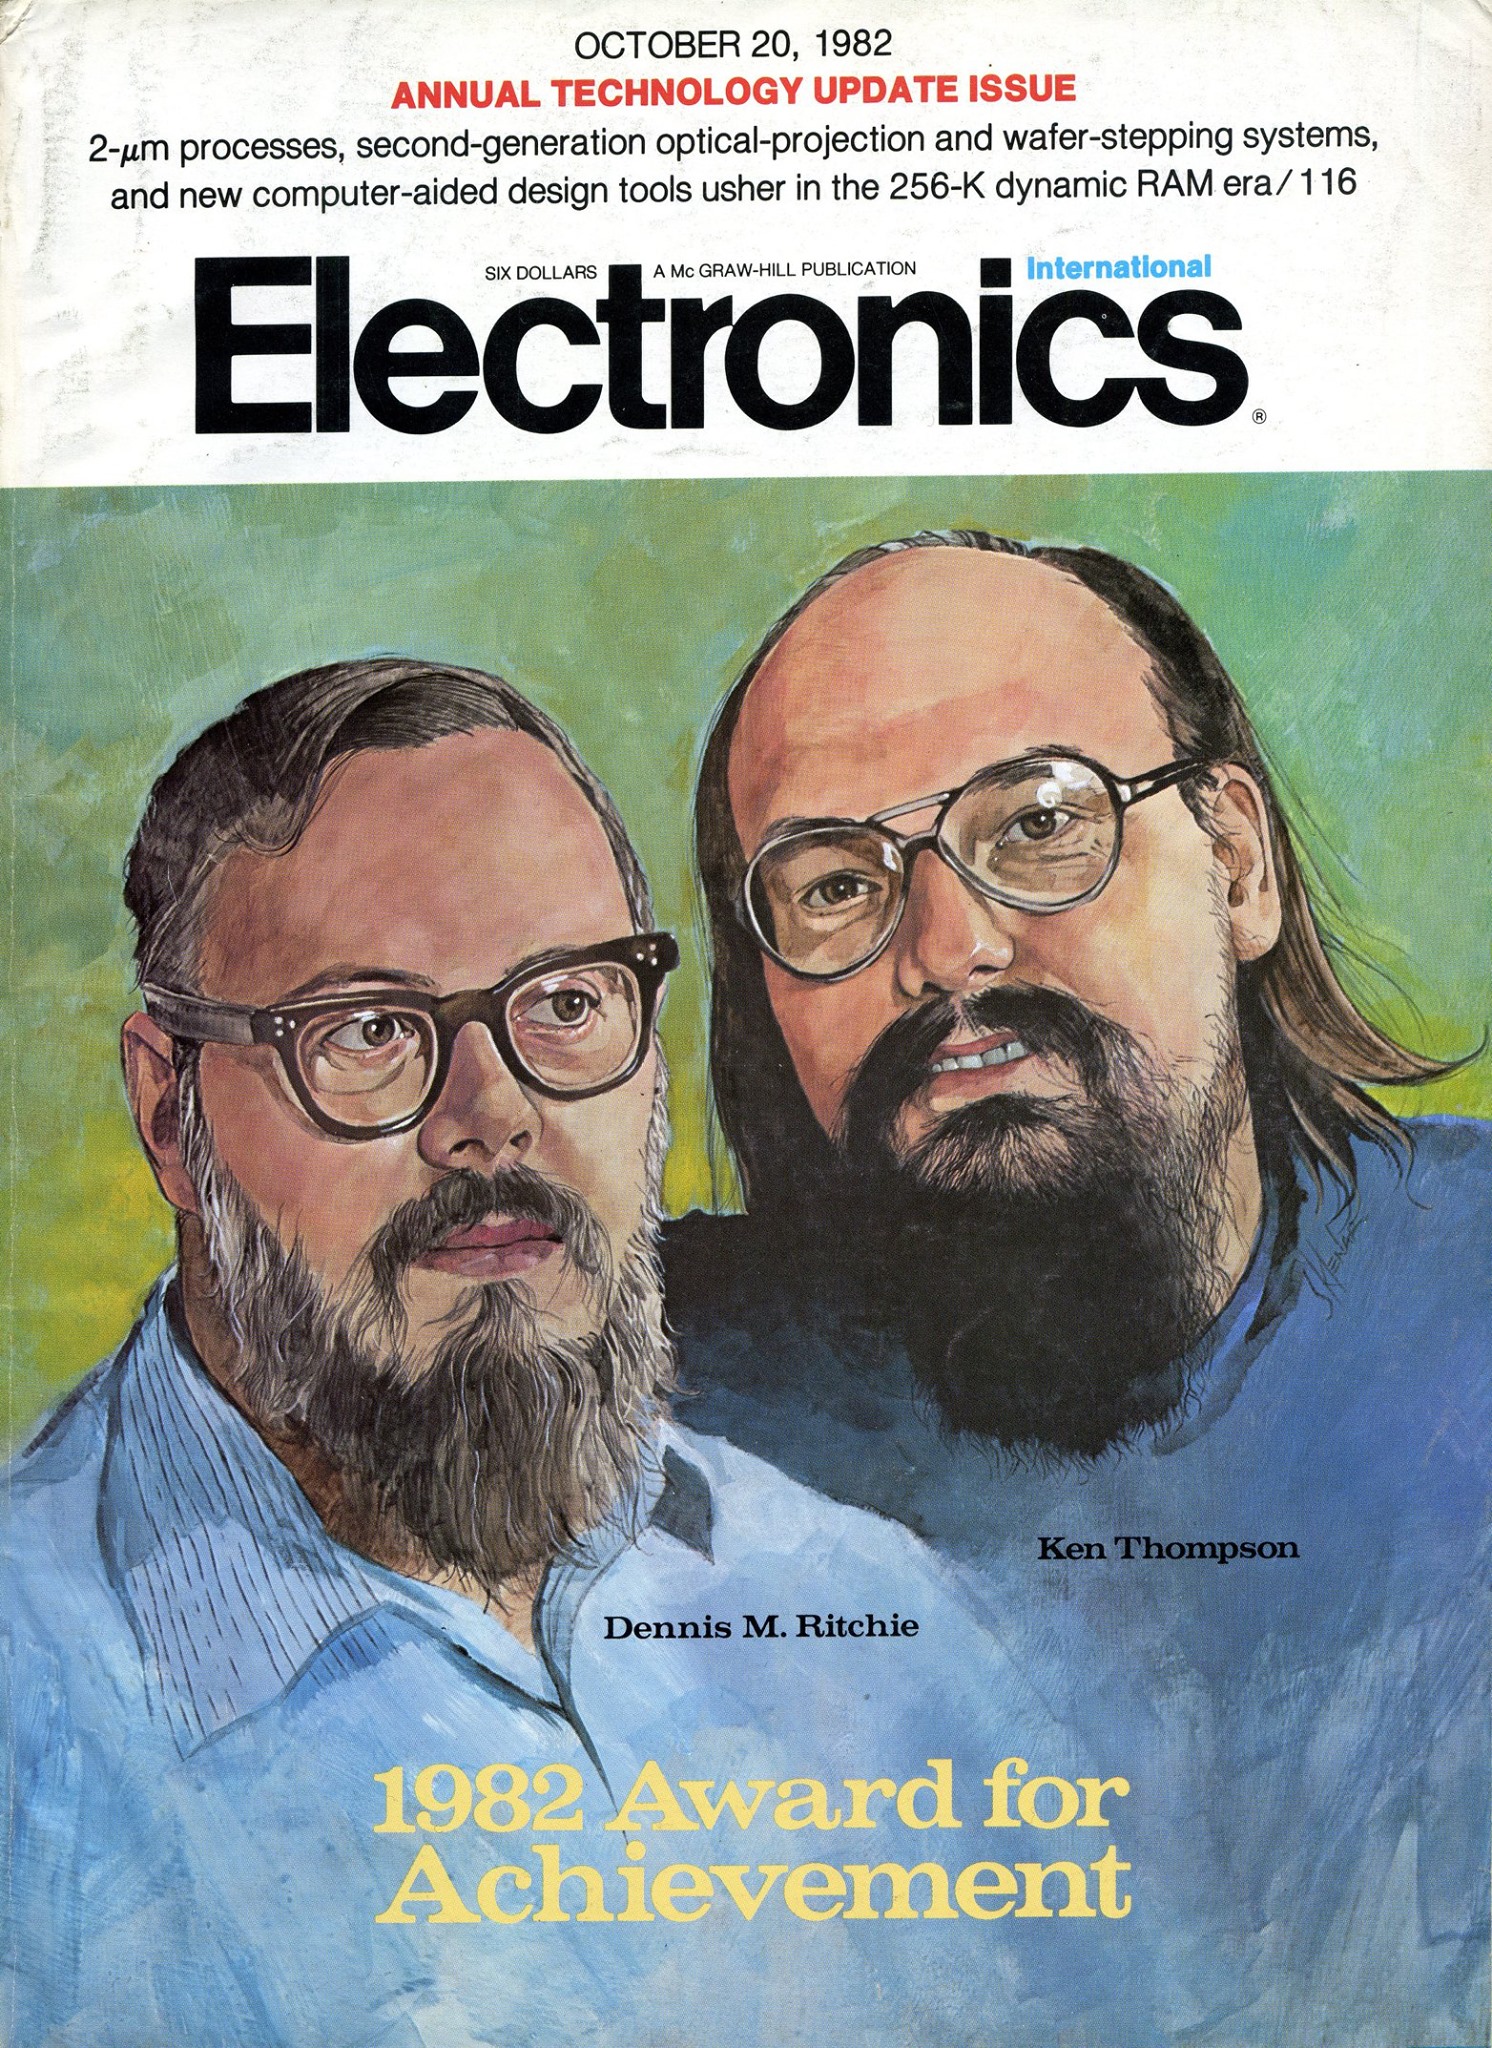 OCTOBER 20, 1982
ANNUAL TECHNOLOGY UPDATE ISSUE
2-μm processes, second-generation optical-projection and wafer-stepping systems,
and new computer-aided design tools usher in the 256-K dynamic RAM era/116
SIX DOLLARS A Mc GRAW-HILL PUBLICATION International
Electronics®
Ken Thompson
Dennis M. Ritchie
1982 Award for
Achievement